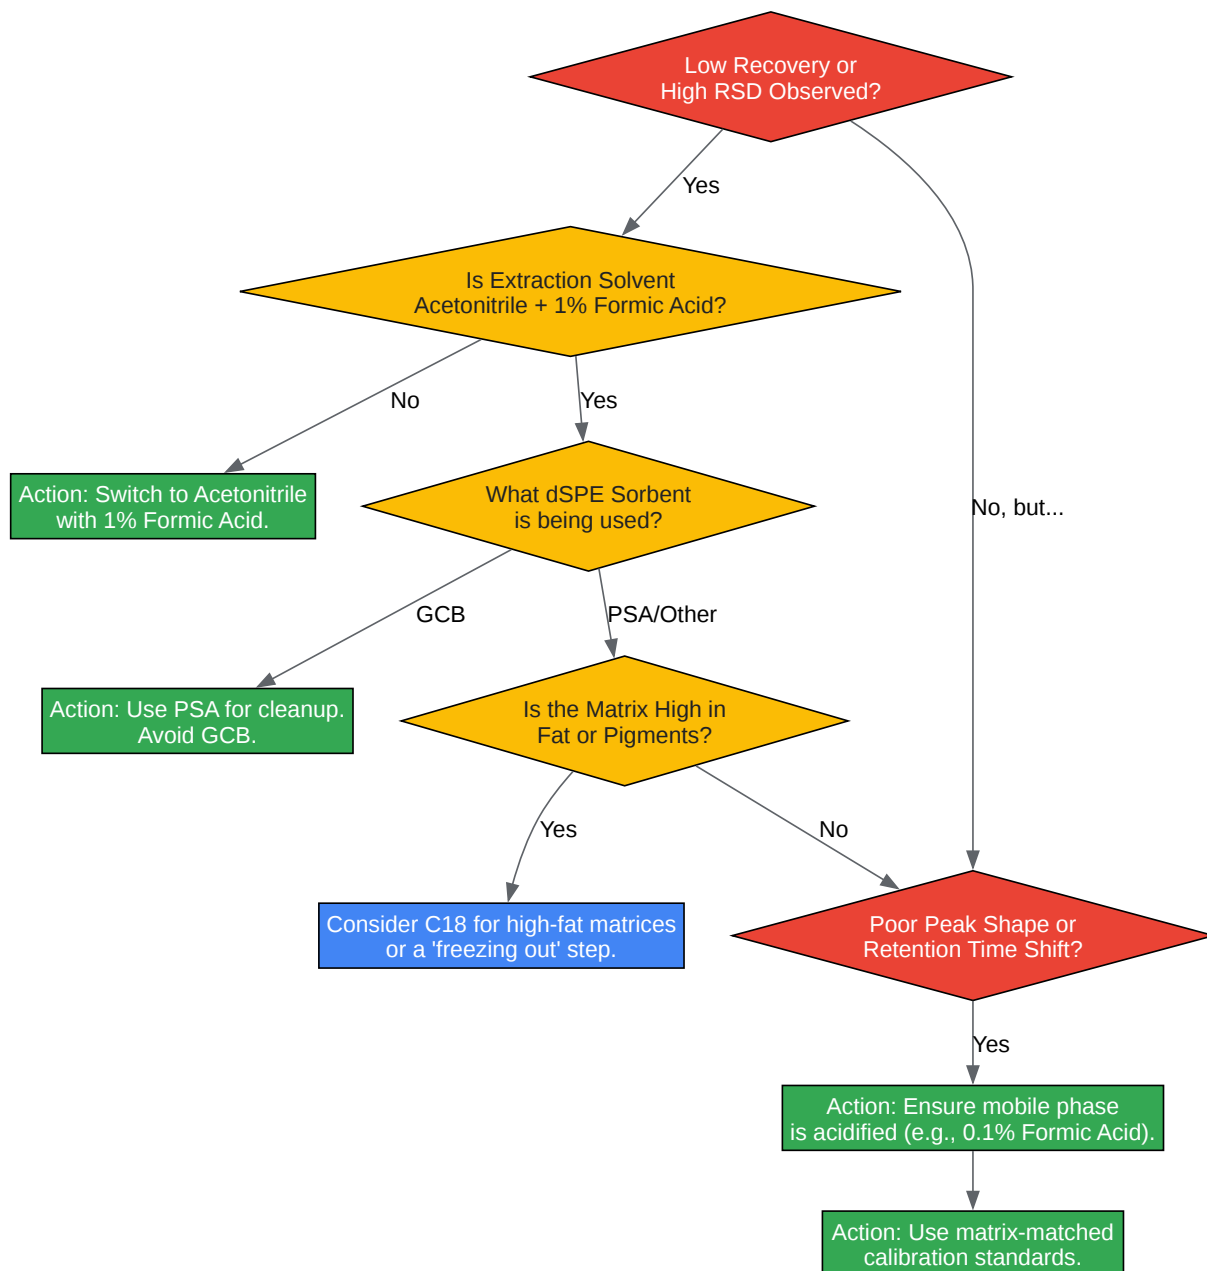 Low Recovery or
High RSD Observed?
Yes
Is Extraction Solvent
Acetonitrile + 1% Formic Acid?
No
Yes
Action: Switch to Acetonitrile
with 1% Formic Acid.
What dSPE Sorbent
is being used?
No, but...
GCB
PSA/Other
Action: Use PSA for cleanup.
Avoid GCB.
Is the Matrix High in
Fat or Pigments?
Yes
No
Consider C18 for high-fat matrices
or a 'freezing out' step.
Poor Peak Shape or
Retention Time Shift?
Yes
Action: Ensure mobile phase
is acidified (e.g., 0.1% Formic Acid).
Action: Use matrix-matched
calibration standards.